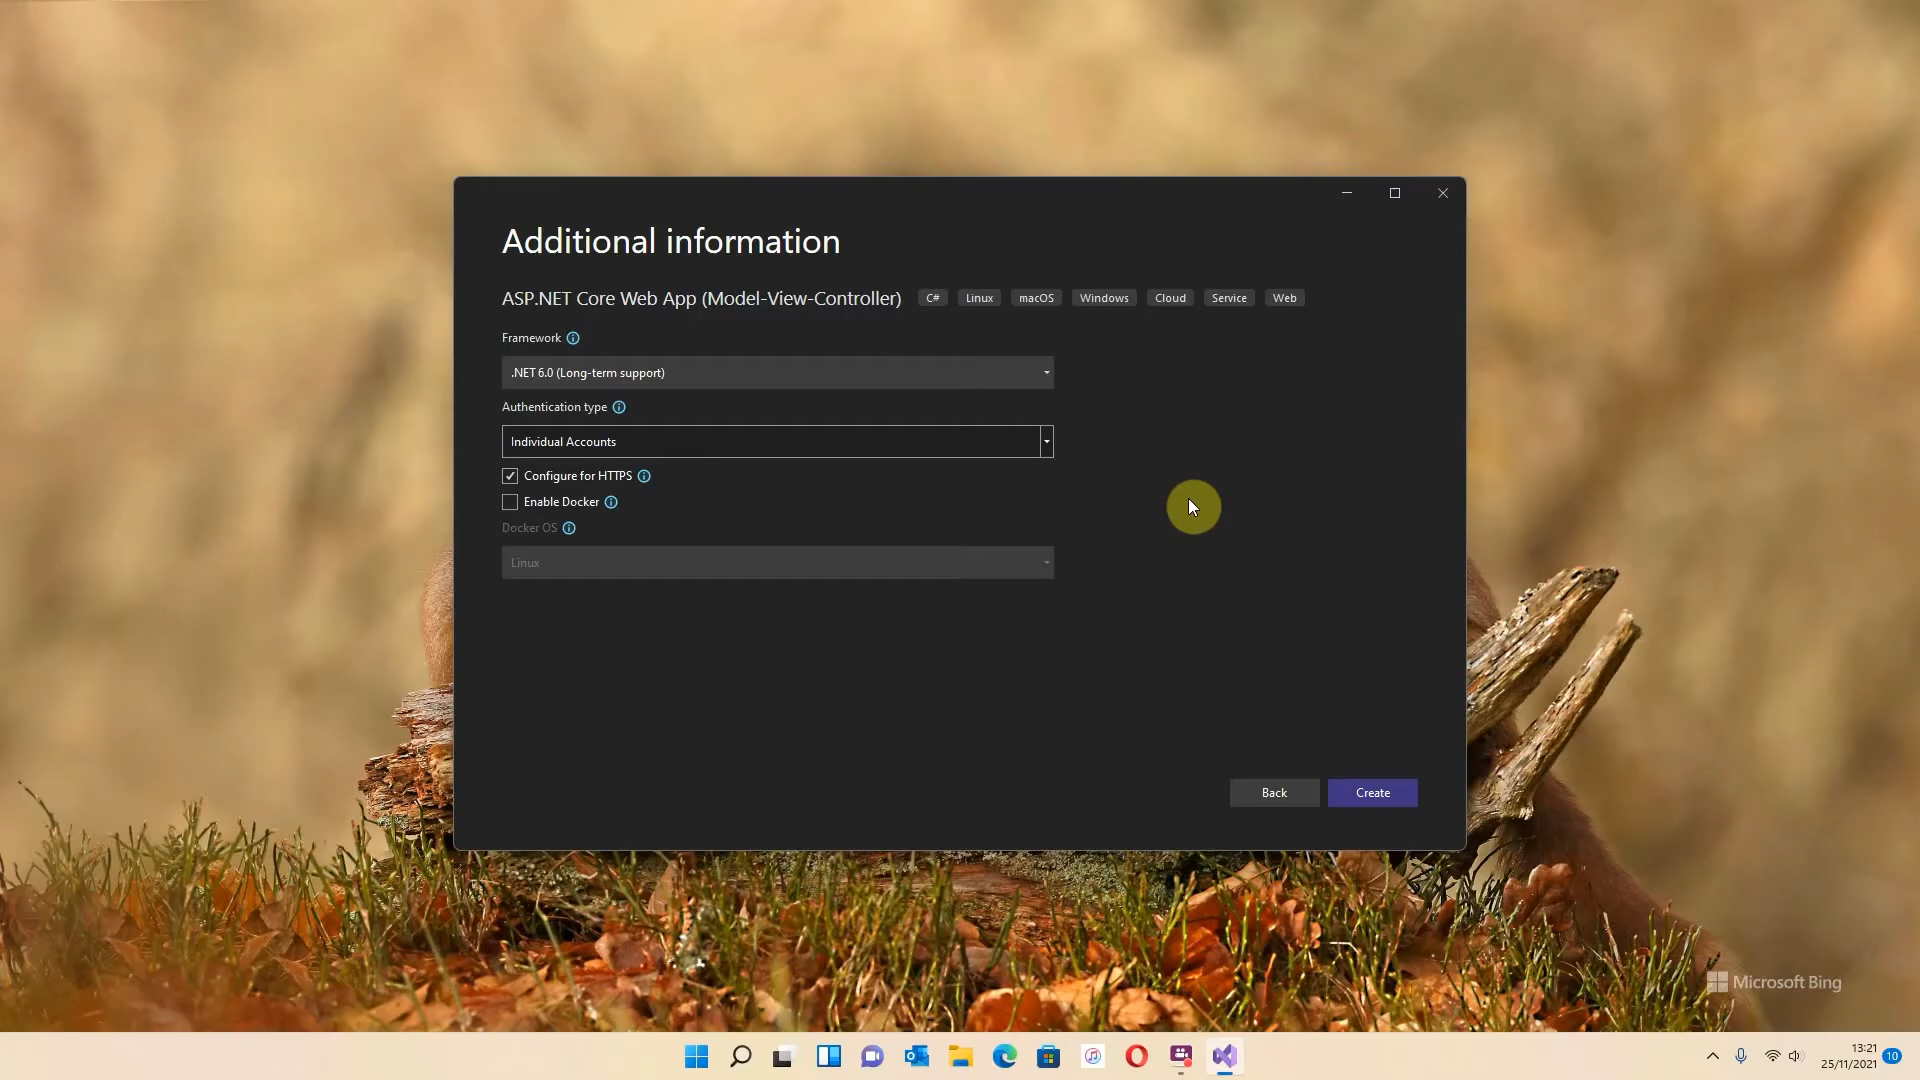 Additional information
ASP.NET Core Web App (Model-View-Controller) C# Linux macOS Windows Cloud Service Web
Framework
.NET 6.0 (Long-term support)
Authentication type
Individual Accounts
Configure for HTTPS
Enable Docker
Docker OS
Linux
Back Create
Microsoft Bing
13:21
25/11/2021 10